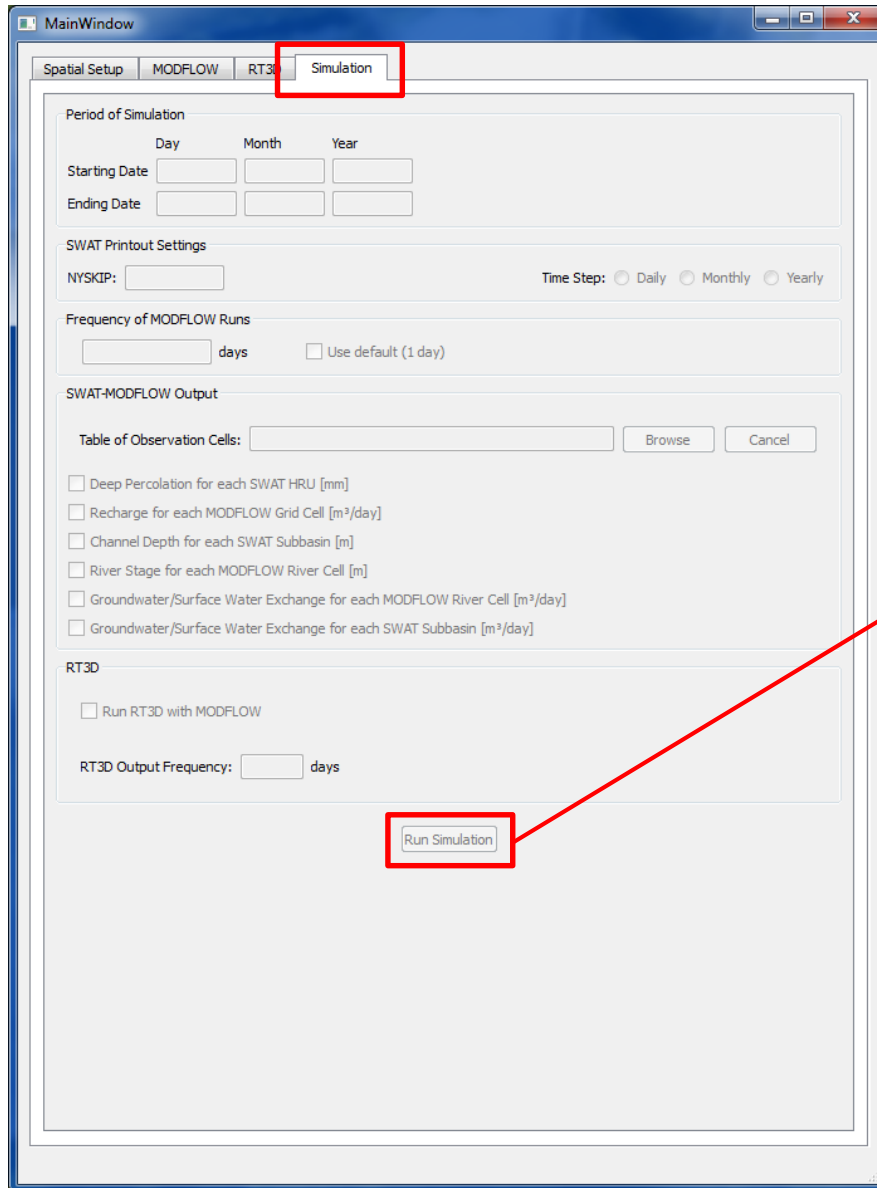 MainWindow
Spatial Setup MODFLOW RT3D Simulation
Period of Simulation
Day Month Year
Starting Date
Ending Date
SWAT Printout Settings
NYSKIP: Time Step: Daily Monthly Yearly
Frequency of MODFLOW Runs
days Use default (1 day)
SWAT-MODFLOW Output
Table of Observation Cells: Browse Cancel
Deep Percolation for each SWAT HRU [mm]
Recharge for each MODFLOW Grid Cell [m³/day]
Channel Depth for each SWAT Subbasin [m]
River Stage for each MODFLOW River Cell [m]
Groundwater/Surface Water Exchange for each MODFLOW River Cell [m³/day]
Groundwater/Surface Water Exchange for each SWAT Subbasin [m³/day]
RT3D
Run RT3D with MODFLOW
RT3D Output Frequency: days
Run Simulation